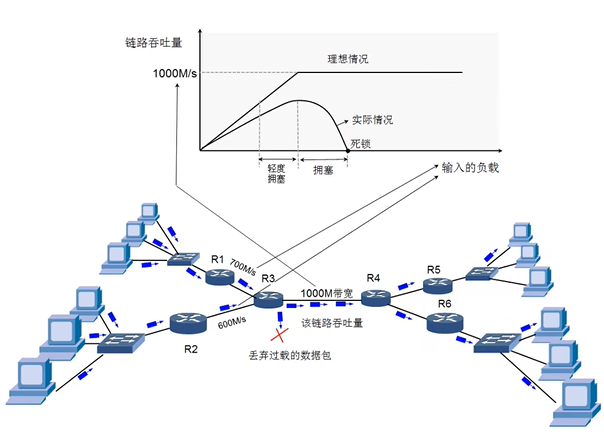 链路吞吐量
理想情况
1000M/s
实际情况
死锁
轻度
拥塞
拥塞
输入的负载
R1
700M/s
R3
R4
R5
1000M带宽
R6
600M/s
R2
该链路吞吐量
丢弃过载的数据包